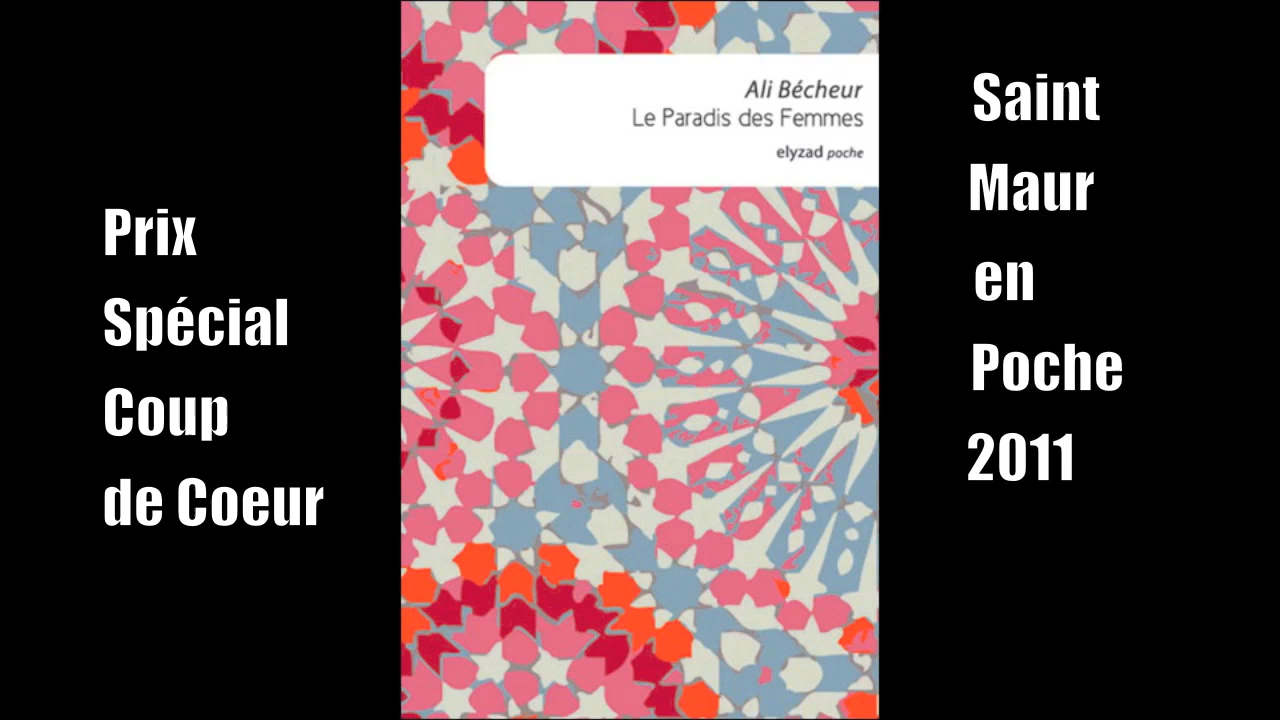 Prix
Spécial
Coup
de Coeur
Ali Bécheur
Le Paradis des Femmes
elyzad poche
Saint
Maur
en
Poche
2011